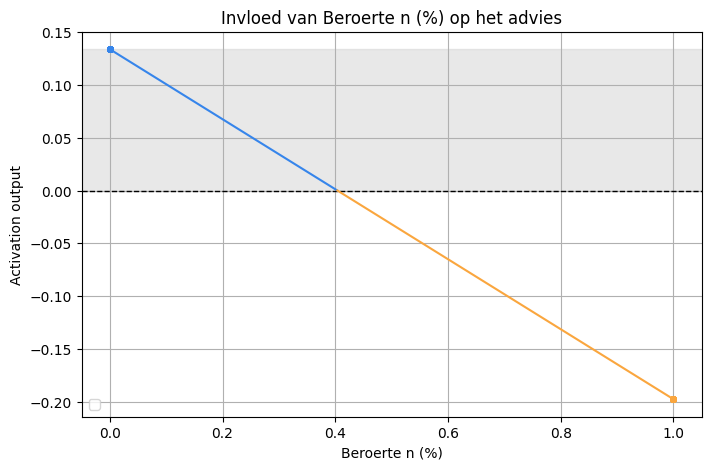 Invloed van Beroerte n (%) op het advies
Activation output
0.15
0.10
0.05
0.00
−0.05
−0.10
−0.15
−0.20
0.0 0.2 0.4 0.6 0.8 1.0
Beroerte n (%)